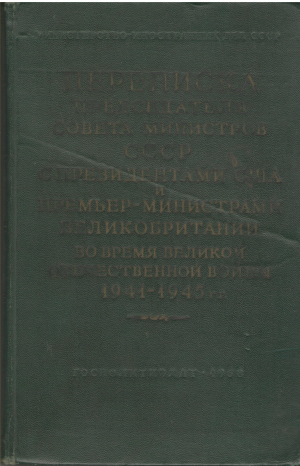 МИНИСТЕРСТВО ИНОСТРАННЫХ ДЕЛ СССР
ПЕРЕПИСКА
ПРЕДСЕДАТЕЛЯ
СОВЕТА МИНИСТРОВ
СССР
С ПРЕЗИДЕНТАМИ США
И
ПРЕМЬЕР-МИНИСТРАМИ
ВЕЛИКОБРИТАНИИ
ВО ВРЕМЯ ВЕЛИКОЙ
ОТЕЧЕСТВЕННОЙ ВОЙНЫ
1941-1945 гг.
ГОСПОЛИТИЗДАТ